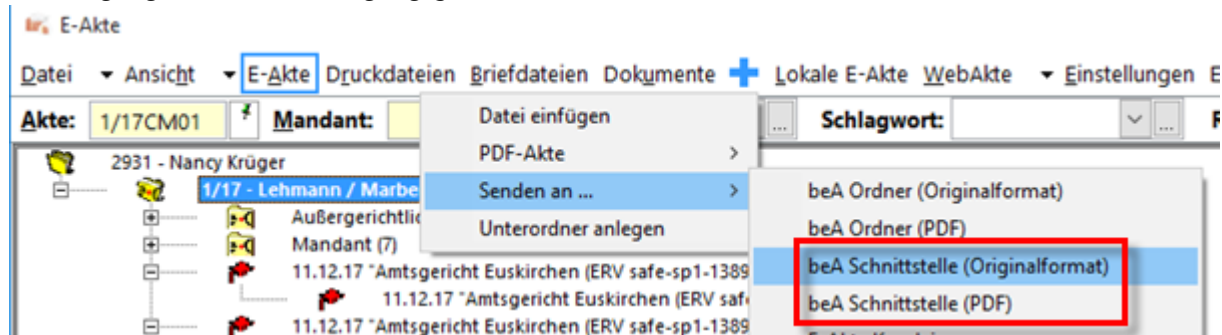 E-Akte
Datei Ansicht E-Akte Druckdateien Briefdateien Dokumente Lokale E-Akte WebAkte Einstellungen E
Akte: 1/17CM01 Mandant: ... Schlagwort: ...
2931 - Nancy Krüger
1/17 - Lehmann / Marbe
Außergerichtlic
Mandant (7)
11.12.17 "Amtsgericht Euskirchen (ERV safe-sp1-1389
11.12.17 "Amtsgericht Euskirchen (ERV safe
11.12.17 "Amtsgericht Euskirchen (ERV safe-sp1-1389
Datei einfügen
PDF-Akte
Senden an ...
Unterordner anlegen
beA Ordner (Originalformat)
beA Ordner (PDF)
beA Schnittstelle (Originalformat)
beA Schnittstelle (PDF)